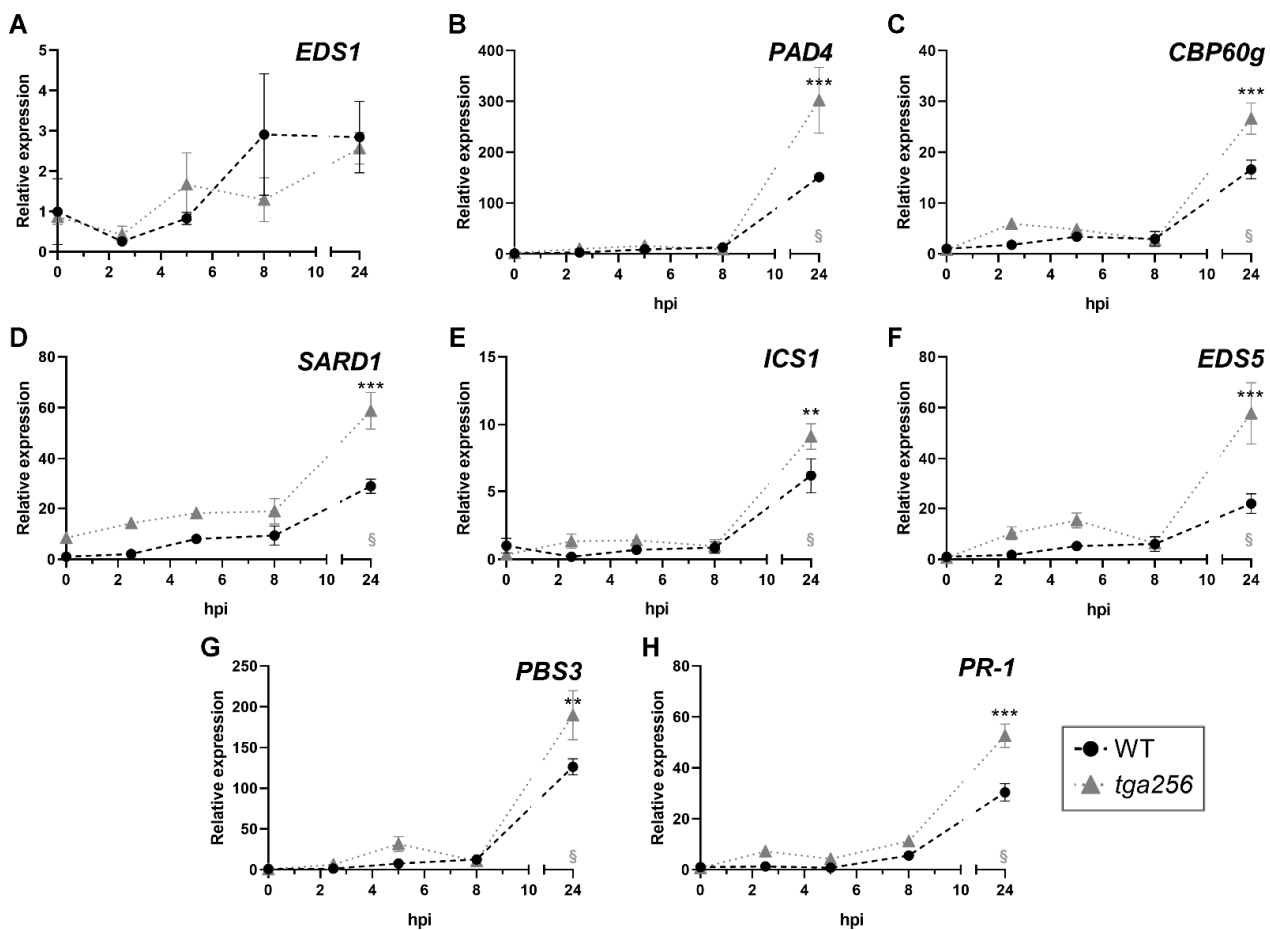 A
EDS1
Relative expression
5
4
3
2
1
0
0 2 4 6 8 10 24
B
PAD4
Relative expression
400
300
200
100
0
***
§
0 2 4 6 8 10 24
hpi
C
CBP60g
Relative expression
40
30
20
10
0
***
§
0 2 4 6 8 10 24
hpi
D
SARD1
Relative expression
80
60
40
20
0
***
§
0 2 4 6 8 10 24
hpi
E
ICS1
Relative expression
15
10
5
0
**
§
0 2 4 6 8 10 24
hpi
F
EDS5
Relative expression
80
60
40
20
0
***
§
0 2 4 6 8 10 24
hpi
G
PBS3
Relative expression
250
200
150
100
50
0
**
§
0 2 4 6 8 10 24
hpi
H
PR-1
Relative expression
80
60
40
20
0
***
§
0 2 4 6 8 10 24
hpi
WT
tga256